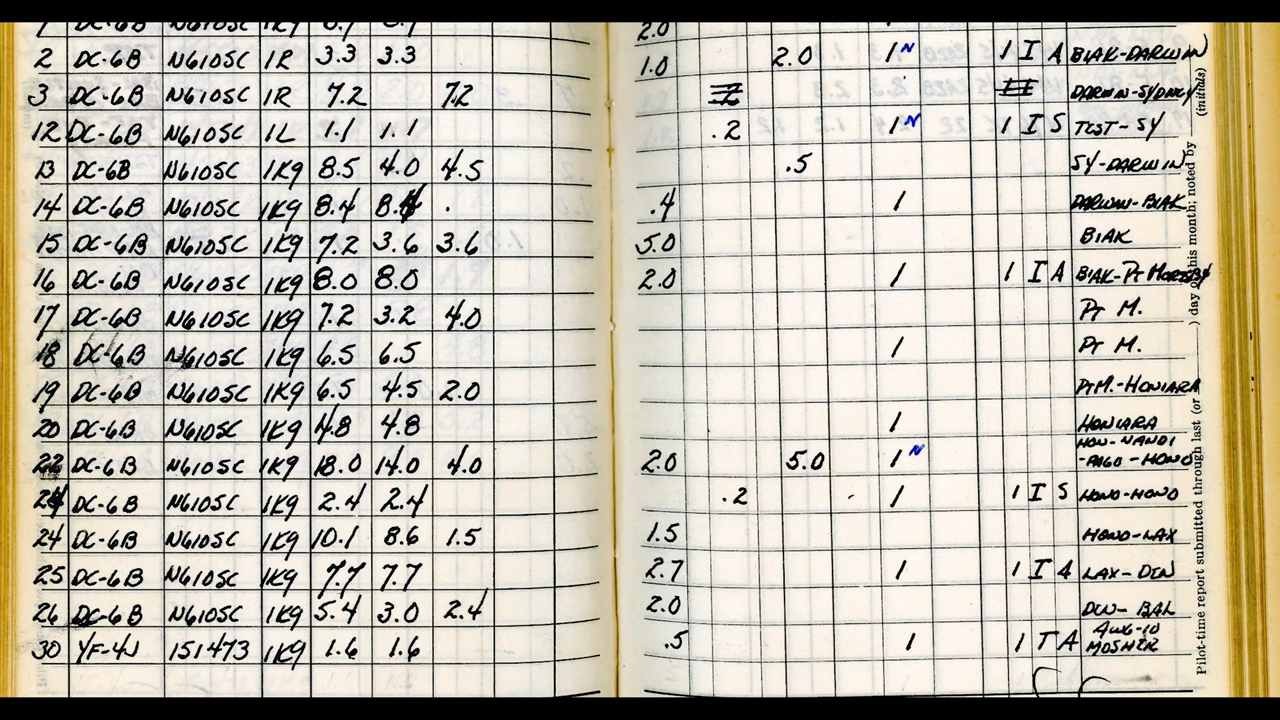 DC-6B N610SC 1K9 2.0
2 DC-6B N610SC 1R 3.3 3.3 1.0 2.0 1N 1 I A BIAK-DARWIN
3 DC-6B N610SC 1R 7.2 7.2 DARWIN-SYDNEY
12 DC-6B N610SC 1L 1.1 1.1 .2 1N 1 I S TEST-SY
13 DC-6B N610SC 1K9 8.5 4.0 4.5 .5 SY-DARWIN
14 DC-6B N610SC 1K9 8.4 8.4 . .4 1 DARWIN-BIAK
15 DC-6B N610SC 1K9 7.2 3.6 3.6 5.0 BIAK
16 DC-6B N610SC 1K9 8.0 8.0 2.0 1 1 I A BIAK-Pt MORESBY
17 DC-6B N610SC 1K9 7.2 3.2 4.0 Pt M.
18 DC-6B N610SC 1K9 6.5 6.5 1 Pt M.
19 DC-6B N610SC 1K9 6.5 4.5 2.0 PtM.-HONIARA
20 DC-6B N610SC 1K9 4.8 4.8 1 HONIARA
22 DC-6B N610SC 1K9 18.0 14.0 4.0 2.0 5.0 1N HON-NANDI
-PAGO-HONO
24 DC-6B N610SC 1K9 2.4 2.4 .2 1 1 I S HONO-HONO
24 DC-6B N610SC 1K9 10.1 8.6 1.5 1.5 HONO-LAX
25 DC-6B N610SC 1K9 7.7 7.7 2.7 1 1 I A LAX-DEN
26 DC-6B N610SC 1K9 5.4 3.0 2.4 2.0 BAL
30 YF-4J 151473 1K9 1.6 1.6 .5 1 1 T A AWG-10
MOSHER
Pilot-time report submitted through last (or ) day of this month; noted by (initials)